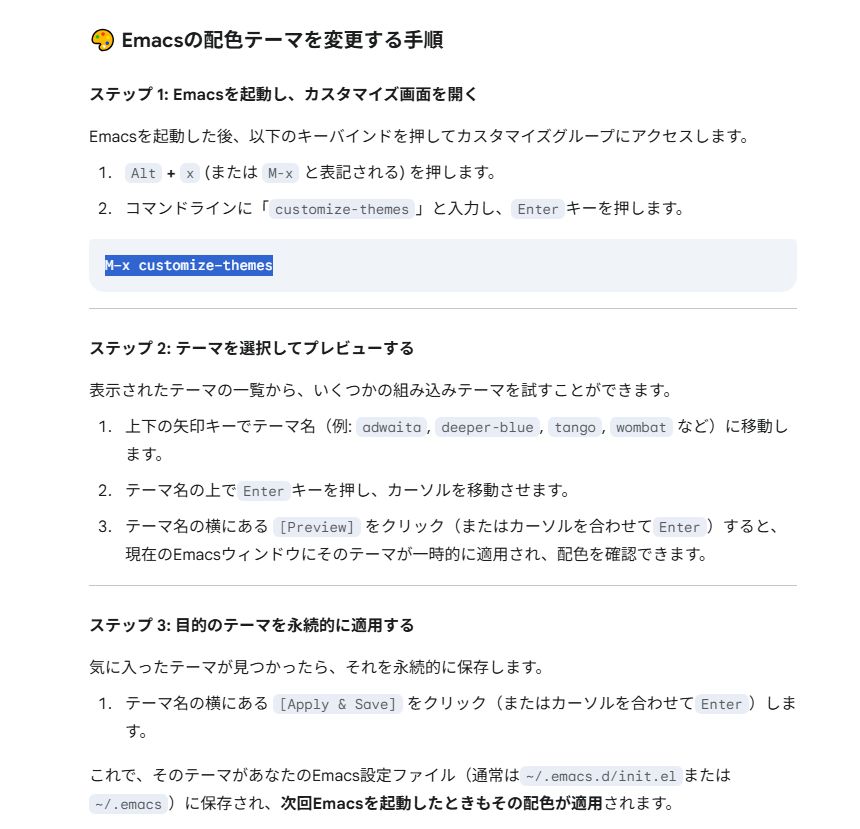 🎨 Emacsの配色テーマを変更する手順
ステップ 1: Emacsを起動し、カスタマイズ画面を開く
Emacsを起動した後、以下のキーバインドを押してカスタマイズグループにアクセスします。
1. Alt + x (または M-x と表記される) を押します。
2. コマンドラインに「customize-themes」と入力し、Enterキーを押します。
M-x customize-themes
ステップ 2: テーマを選択してプレビューする
表示されたテーマの一覧から、いくつかの組み込みテーマを試すことができます。
1. 上下の矢印キーでテーマ名（例: adwaita, deeper-blue, tango, wombat など）に移動し
ます。
2. テーマ名の上でEnterキーを押し、カーソルを移動させます。
3. テーマ名の横にある [Preview] をクリック（またはカーソルを合わせてEnter）すると、
現在のEmacsウィンドウにそのテーマが一時的に適用され、配色を確認できます。
ステップ 3: 目的のテーマを永続的に適用する
気に入ったテーマが見つかったら、それを永続的に保存します。
1. テーマ名の横にある [Apply & Save] をクリック（またはカーソルを合わせてEnter）しま
す。
これで、そのテーマがあなたのEmacs設定ファイル（通常は~/.emacs.d/init.elまたは
~/.emacs）に保存され、次回Emacsを起動したときもその配色が適用されます。